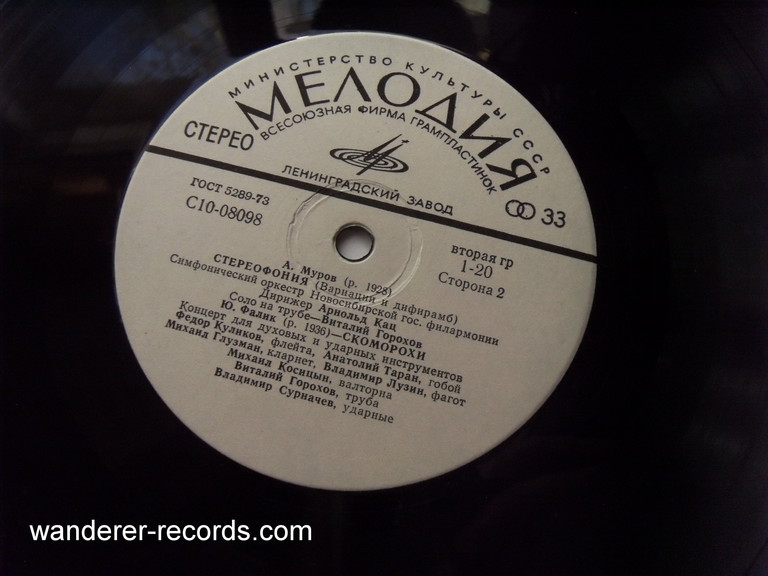 МИНИСТЕРСТВО КУЛЬТУРЫ СССР
МЕЛОДИЯ
ВСЕСОЮЗНАЯ ФИРМА ГРАМПЛАСТИНОК
СТЕРЕО
ЛЕНИНГРАДСКИЙ ЗАВОД
33
ГОСТ 5289-73
С10-08098
вторая гр
1-20
Сторона 2
А. Муров (р. 1928)
СТЕРЕОФОНИЯ (Вариации и дифирамб)
Симфонический оркестр Новосибирской гос. филармонии
Дирижер Арнольд Кац
Соло на трубе—Виталий Горохов
Ю. Фалик (р. 1936)—СКОМОРОХИ
Концерт для духовых и ударных инструментов
Федор Куликов, флейта, Анатолий Таран, гобой
Михаил Глузман, кларнет, Владимир Лузин, фагот
Михаил Косицын, валторна
Виталий Горохов, труба
Владимир Сурначев, ударные
wanderer-records.com